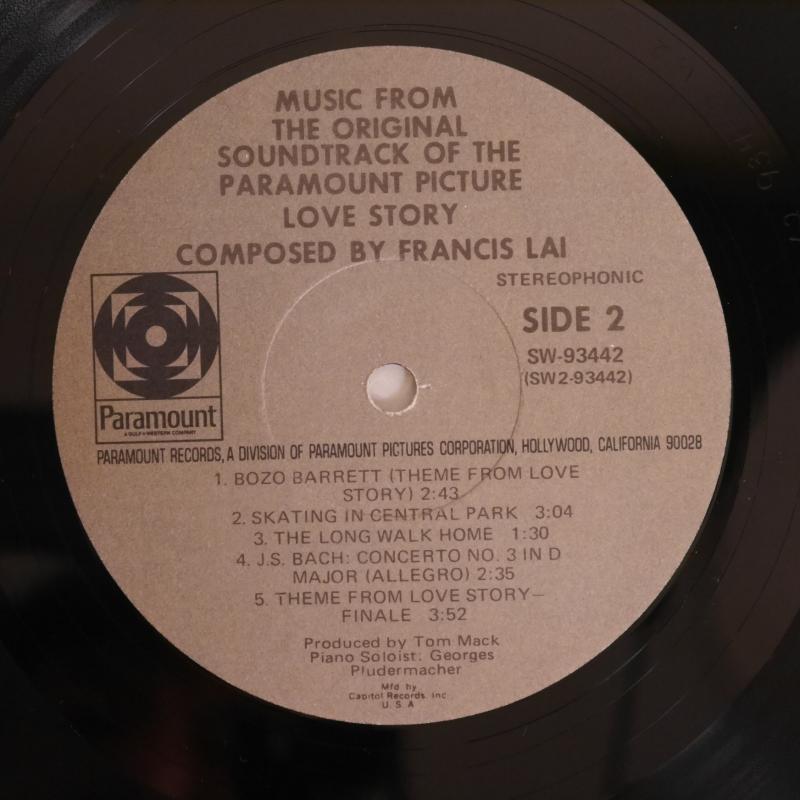 MUSIC FROM
THE ORIGINAL
SOUNDTRACK OF THE
PARAMOUNT PICTURE
LOVE STORY
COMPOSED BY FRANCIS LAI
STEREOPHONIC
SIDE 2
SW-93442
(SW2-93442)
Paramount
A GULF+WESTERN COMPANY
PARAMOUNT RECORDS, A DIVISION OF PARAMOUNT PICTURES CORPORATION, HOLLYWOOD, CALIFORNIA 90028
1. BOZO BARRETT (THEME FROM LOVE
STORY) 2:43
2. SKATING IN CENTRAL PARK 3:04
3. THE LONG WALK HOME 1:30
4. J.S. BACH: CONCERTO NO. 3 IN D
MAJOR (ALLEGRO) 2:35
5. THEME FROM LOVE STORY—
FINALE 3:52
Produced by Tom Mack
Piano Soloist: Georges
Pludermacher
Mfd by
Capitol Records, Inc
U. S. A